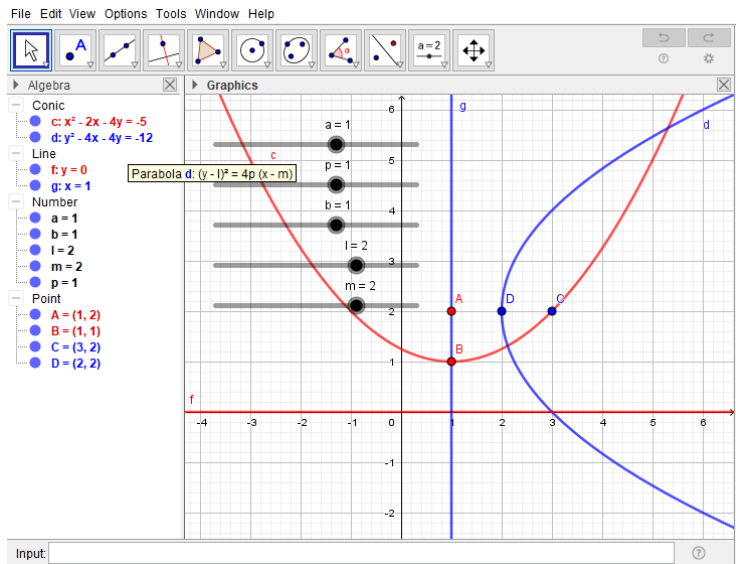 File Edit View Options Tools Window Help
A
α
a = 2
Algebra
Graphics
Conic
c: x² - 2x - 4y = -5
d: y² - 4x - 4y = -12
Line
f: y = 0
g: x = 1
Number
a = 1
b = 1
l = 2
m = 2
p = 1
Point
A = (1, 2)
B = (1, 1)
C = (3, 2)
D = (2, 2)
Parabola d: (y - l)² = 4p (x - m)
a = 1
p = 1
b = 1
l = 2
m = 2
c
g
d
A
D
C
B
f
6
5
4
3
2
1
-1
-2
-4 -3 -2 -1 0 1 2 3 4 5 6
Input: